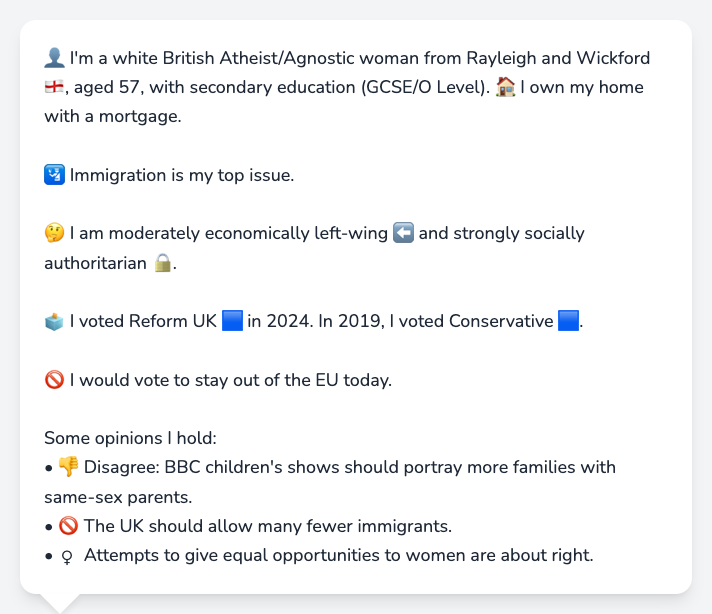 👤 I'm a white British Atheist/Agnostic woman from Rayleigh and Wickford
🏴󠁧󠁢󠁥󠁮󠁧󠁿, aged 57, with secondary education (GCSE/O Level). 🏠 I own my home
with a mortgage.
🛂 Immigration is my top issue.
🤔 I am moderately economically left-wing ⬅️ and strongly socially
authoritarian 🔒.
🗳️ I voted Reform UK 🟦 in 2024. In 2019, I voted Conservative 🟦.
🚫 I would vote to stay out of the EU today.
Some opinions I hold:
• 👎 Disagree: BBC children's shows should portray more families with
same-sex parents.
• 🚫 The UK should allow many fewer immigrants.
• ♀ Attempts to give equal opportunities to women are about right.